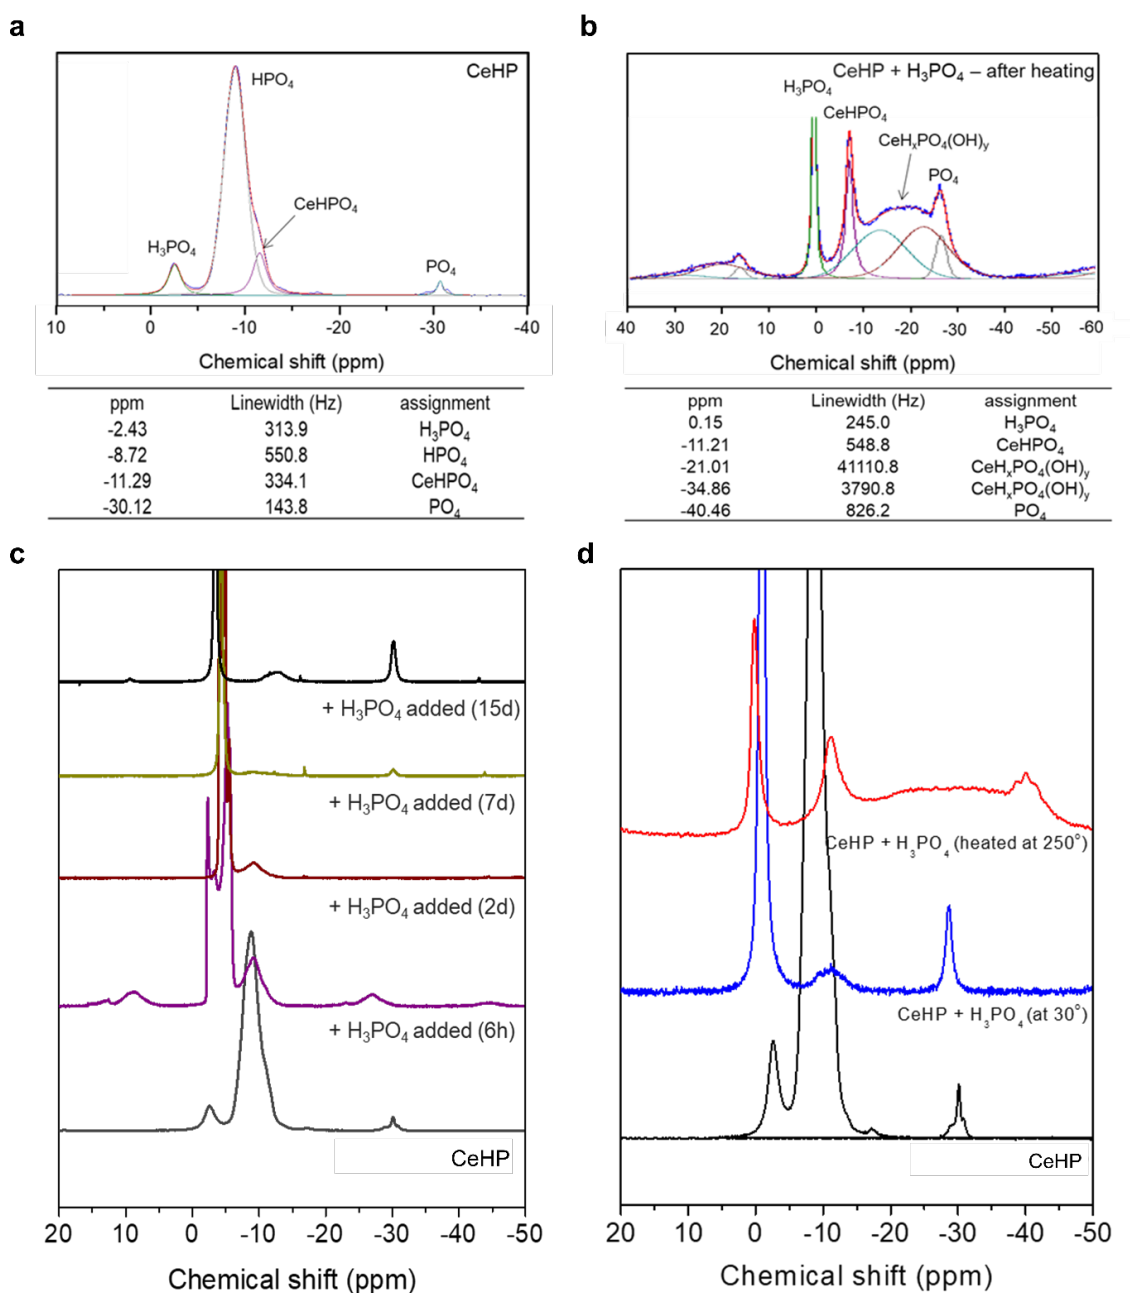 a
CeHP
HPO₄
CeHPO₄
H₃PO₄
PO₄
10 0 -10 -20 -30 -40
Chemical shift (ppm)
ppm Linewidth (Hz) assignment
-2.43 313.9 H₃PO₄
-8.72 550.8 HPO₄
-11.29 334.1 CeHPO₄
-30.12 143.8 PO₄
b
CeHP + H₃PO₄ – after heating
H₃PO₄
CeHPO₄
CeHₓPO₄(OH)ᵧ
PO₄
40 30 20 10 0 -10 -20 -30 -40 -50 -60
Chemical shift (ppm)
ppm Linewidth (Hz) assignment
0.15 245.0 H₃PO₄
-11.21 548.8 CeHPO₄
-21.01 41110.8 CeHₓPO₄(OH)ᵧ
-34.86 3790.8 CeHₓPO₄(OH)ᵧ
-40.46 826.2 PO₄
c
+ H₃PO₄ added (15d)
+ H₃PO₄ added (7d)
+ H₃PO₄ added (2d)
+ H₃PO₄ added (6h)
CeHP
20 10 0 -10 -20 -30 -40 -50
Chemical shift (ppm)
d
CeHP + H₃PO₄ (heated at 250°)
CeHP + H₃PO₄ (at 30°)
CeHP
20 10 0 -10 -20 -30 -40 -50
Chemical shift (ppm)